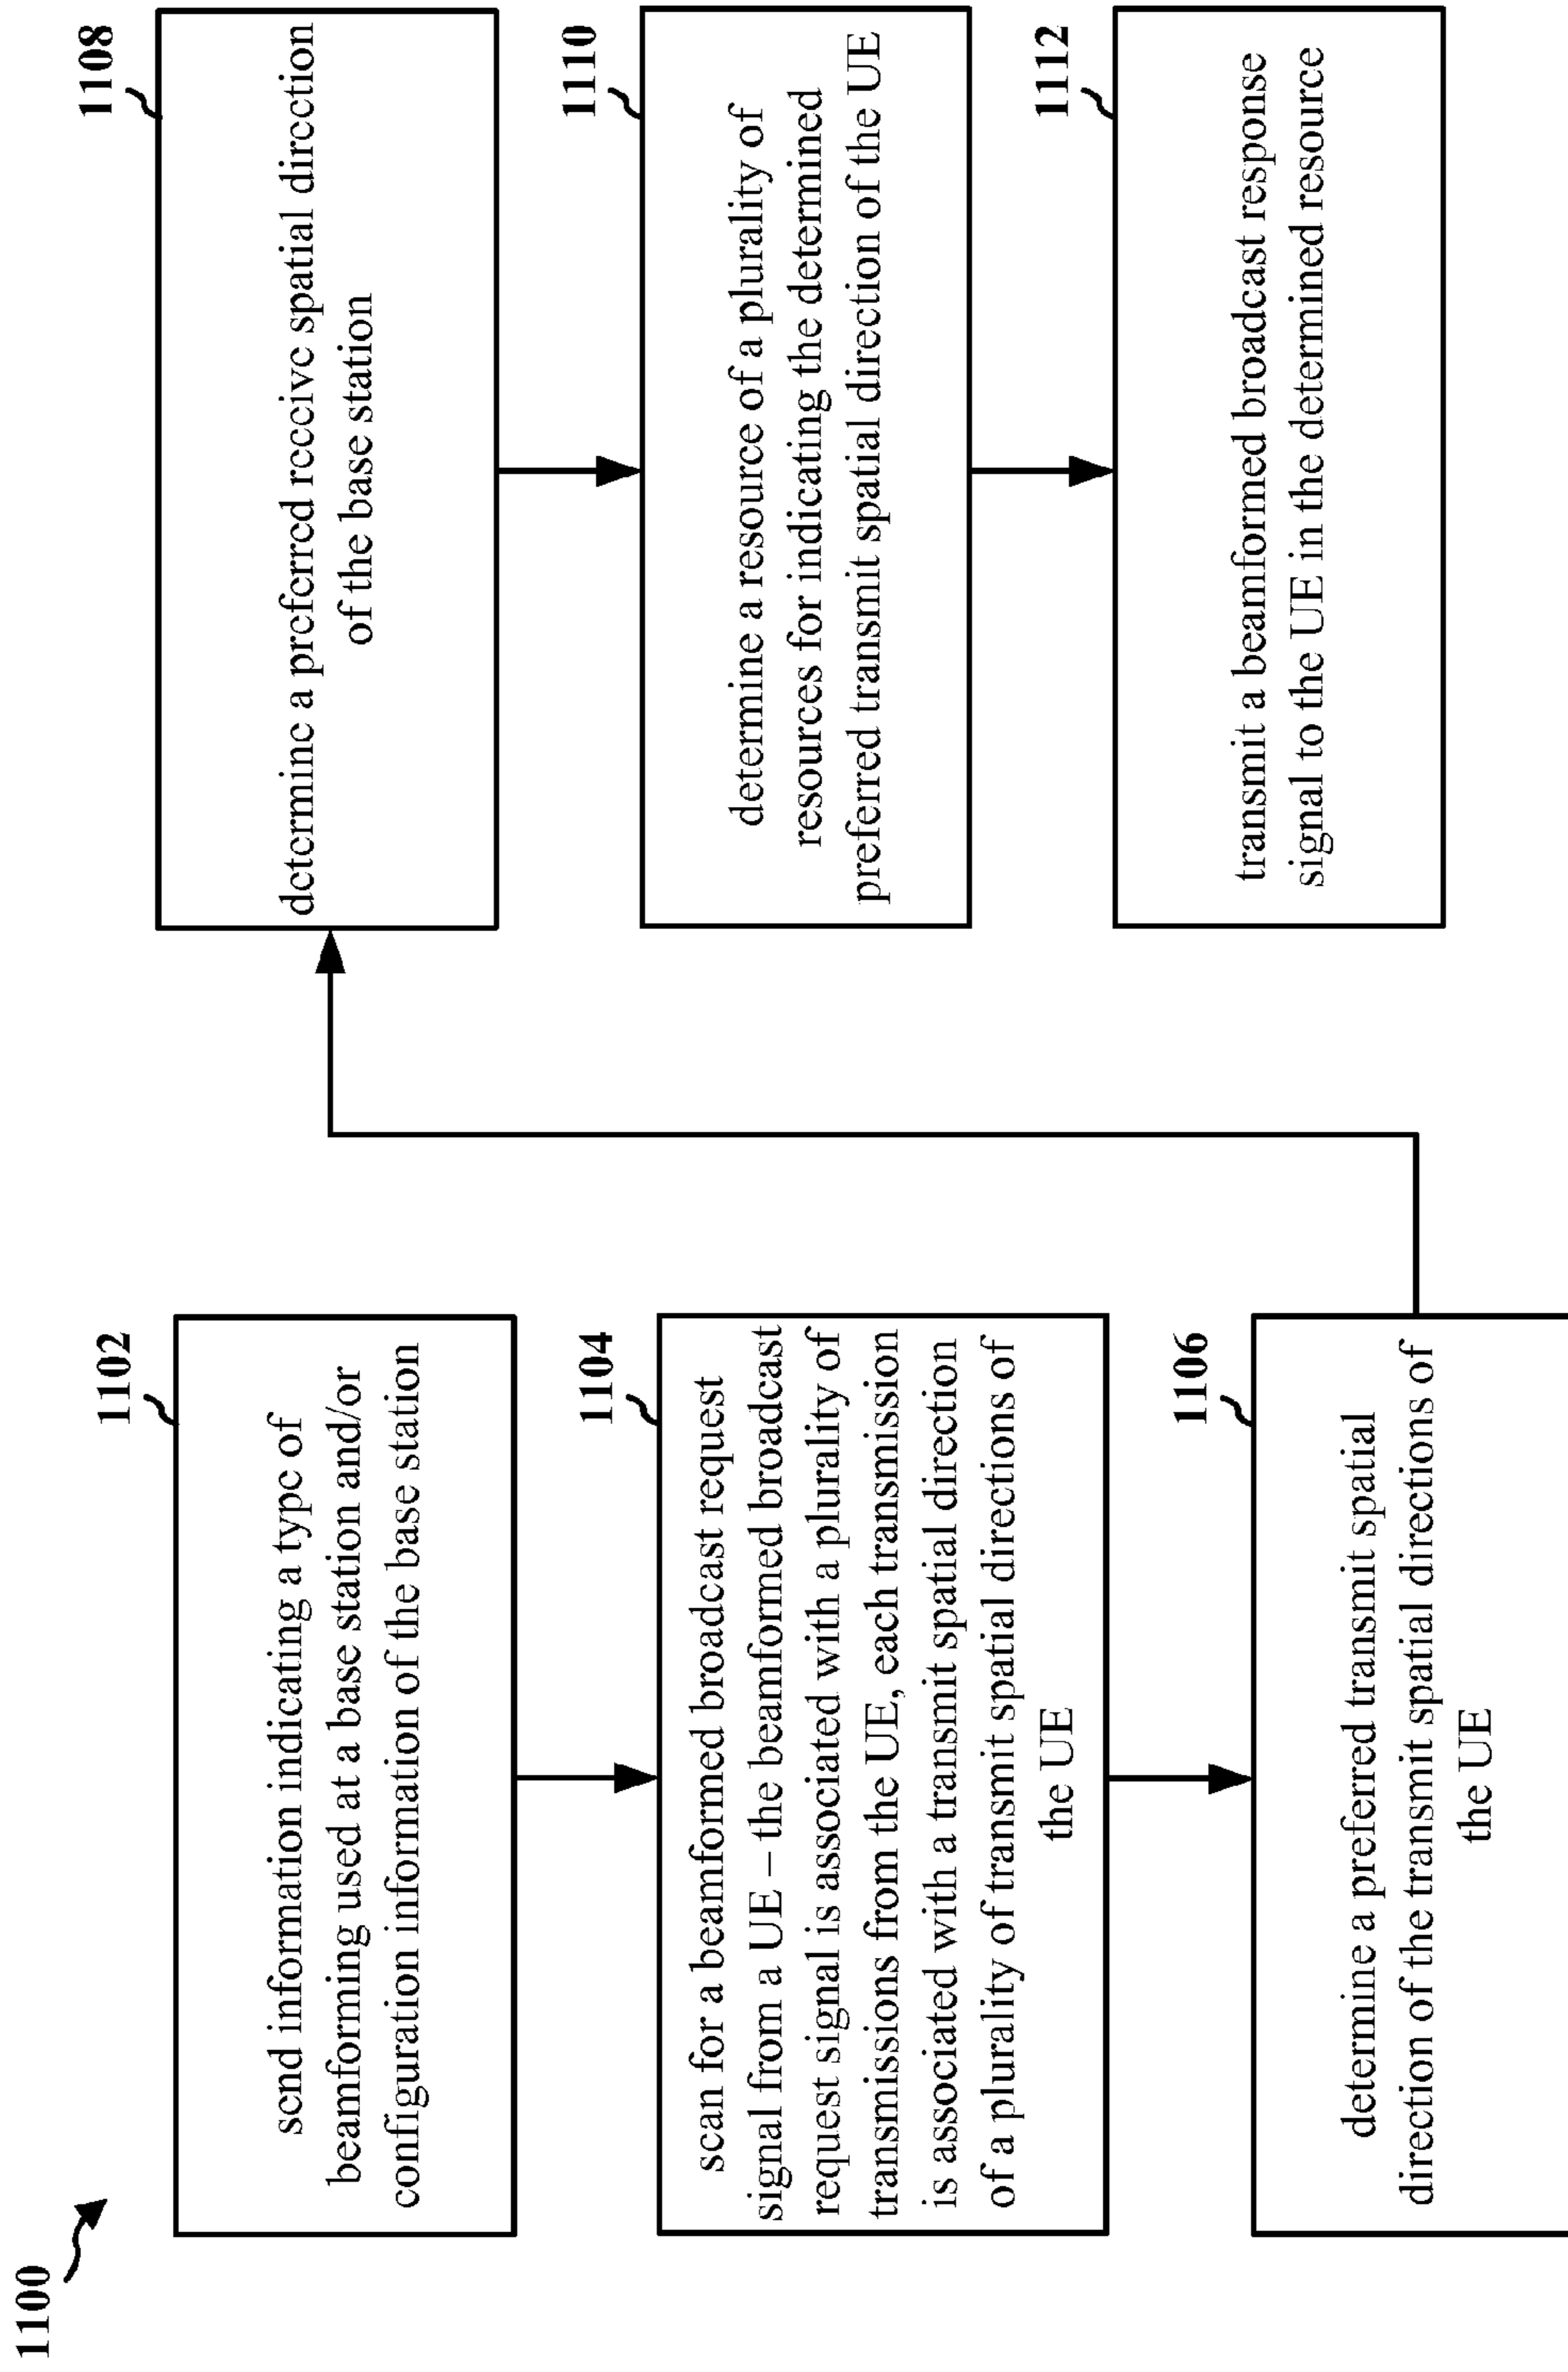 1100
1102
send information indicating a type of
beamforming used at a base station and/or
configuration information of the base station
1104
scan for a beamformed broadcast request
signal from a UE – the beamformed broadcast
request signal is associated with a plurality of
transmissions from the UE, each transmission
is associated with a transmit spatial direction
of a plurality of transmit spatial directions of
the UE
1106
determine a preferred transmit spatial
direction of the transmit spatial directions of
the UE
1108
determine a preferred receive spatial direction
of the base station
1110
determine a resource of a plurality of
resources for indicating the determined
preferred transmit spatial direction of the UE
1112
transmit a beamformed broadcast response
signal to the UE in the determined resource